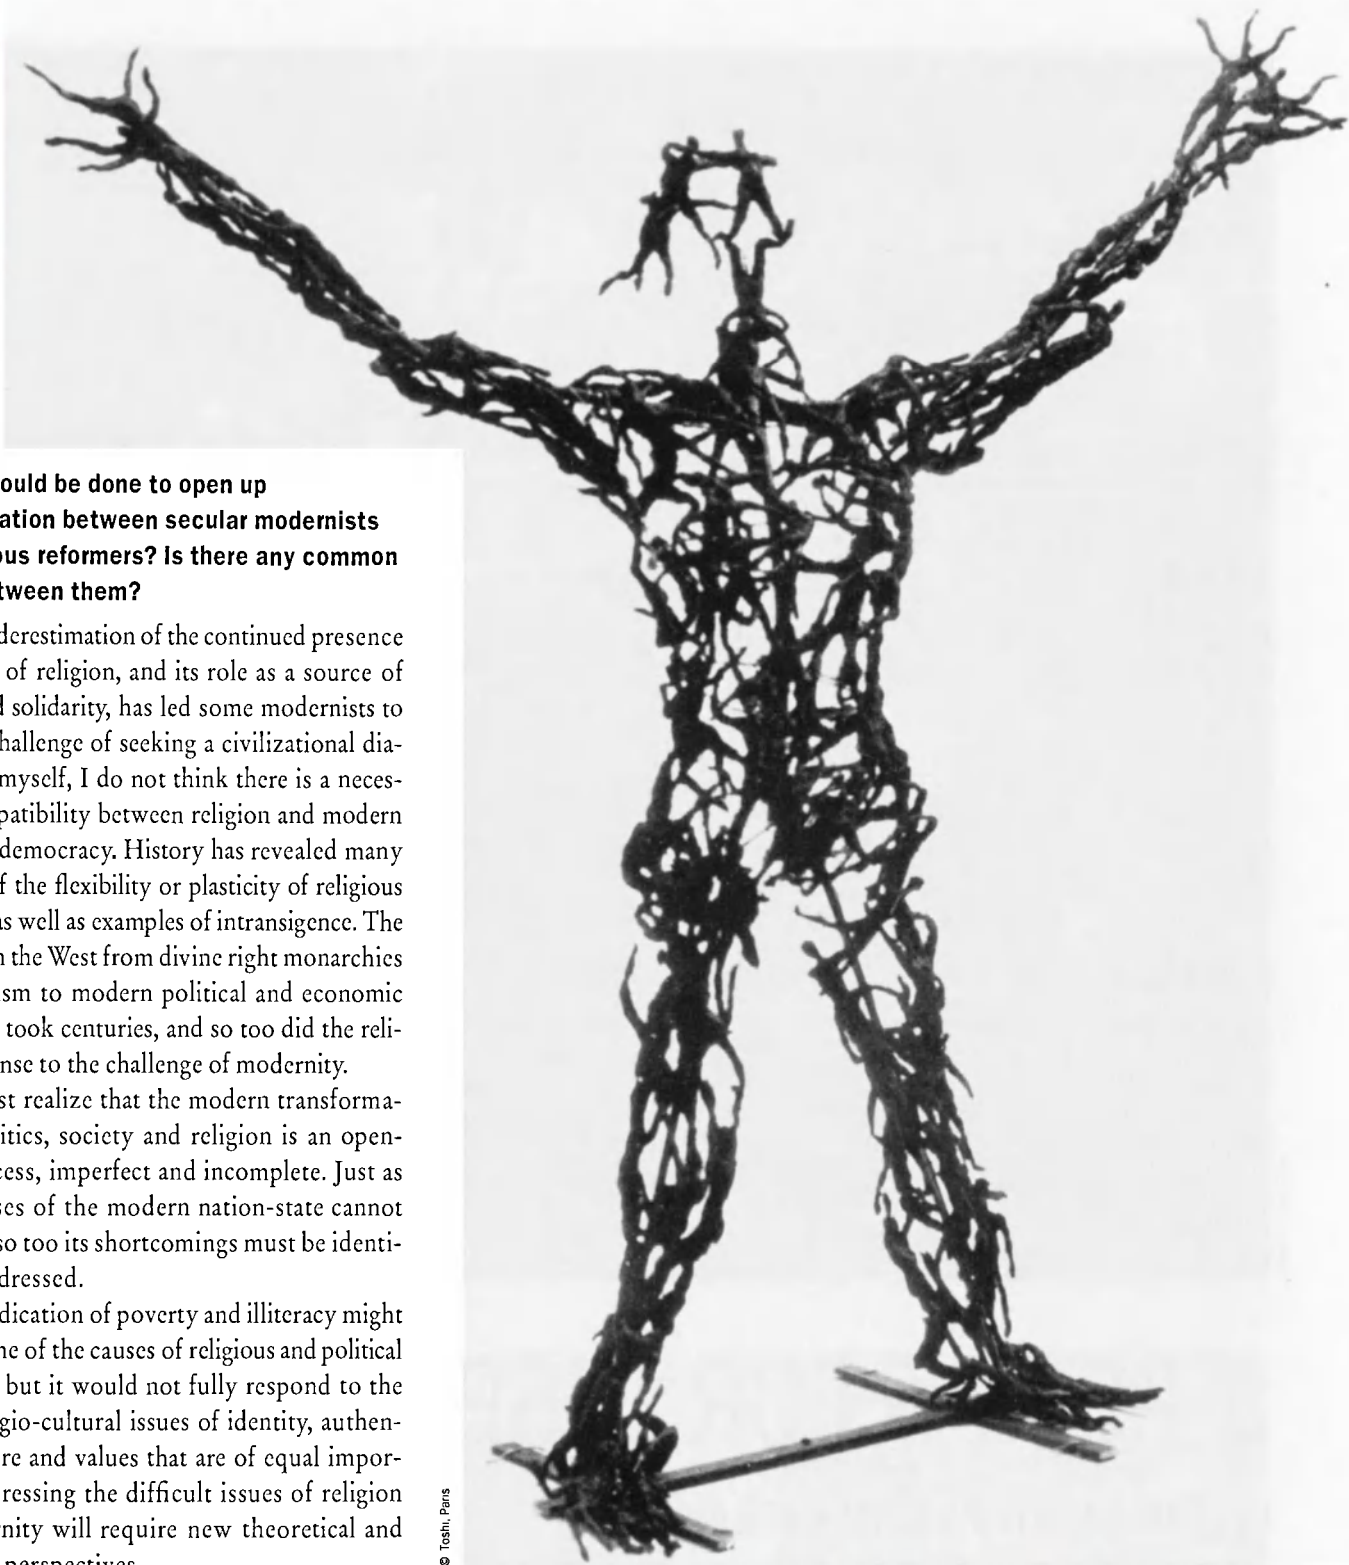 ould be done to open up
ation between secular modernists
ous reformers? Is there any common
tween them?
derestimation of the continued presence
of religion, and its role as a source of
d solidarity, has led some modernists to
hallenge of seeking a civilizational dia-
myself, I do not think there is a neces-
patibility between religion and modern
democracy. History has revealed many
f the flexibility or plasticity of religious
as well as examples of intransigence. The
n the West from divine right monarchies
ism to modern political and economic
took centuries, and so too did the reli-
nse to the challenge of modernity.
st realize that the modern transforma-
itics, society and religion is an open-
cess, imperfect and incomplete. Just as
ses of the modern nation-state cannot
so too its shortcomings must be identi-
dressed.
dication of poverty and illiteracy might
ne of the causes of religious and political
but it would not fully respond to the
gio-cultural issues of identity, authen-
re and values that are of equal impor-
ressing the difficult issues of religion
rnity will require new theoretical and
perspectives.
© Toshi, Paris